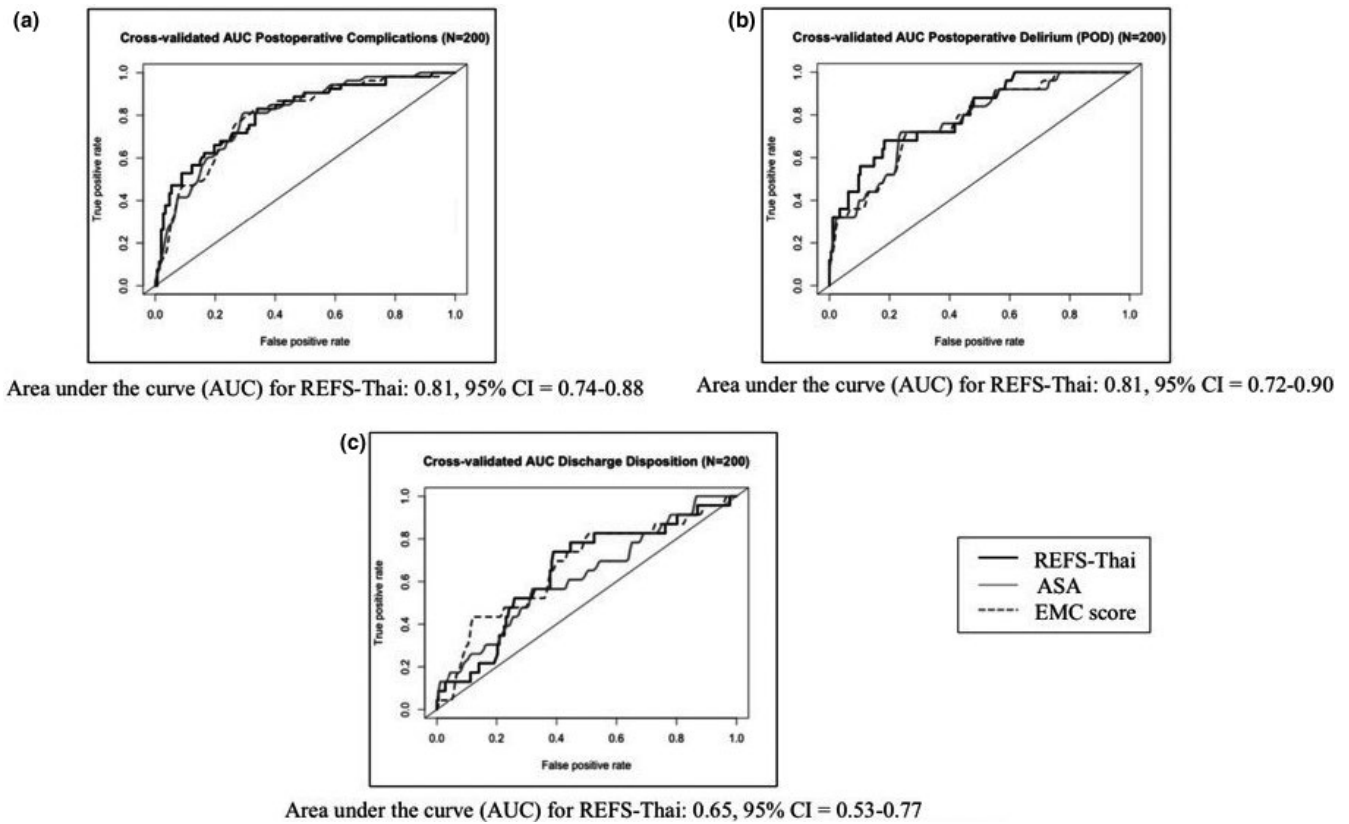 (a)
Cross-validated AUC Postoperative Complications (N=200)
True positive rate
1.0
0.8
0.6
0.4
0.2
0.0
0.0 0.2 0.4 0.6 0.8 1.0
False positive rate
Area under the curve (AUC) for REFS-Thai: 0.81, 95% CI = 0.74-0.88
(b)
Cross-validated AUC Postoperative Delirium (POD) (N=200)
True positive rate
1.0
0.8
0.6
0.4
0.2
0.0
0.0 0.2 0.4 0.6 0.8 1.0
False positive rate
Area under the curve (AUC) for REFS-Thai: 0.81, 95% CI = 0.72-0.90
(c)
Cross-validated AUC Discharge Disposition (N=200)
True positive rate
1.0
0.8
0.6
0.4
0.2
0.0
0.0 0.2 0.4 0.6 0.8 1.0
False positive rate
Area under the curve (AUC) for REFS-Thai: 0.65, 95% CI = 0.53-0.77
REFS-Thai
ASA
EMC score